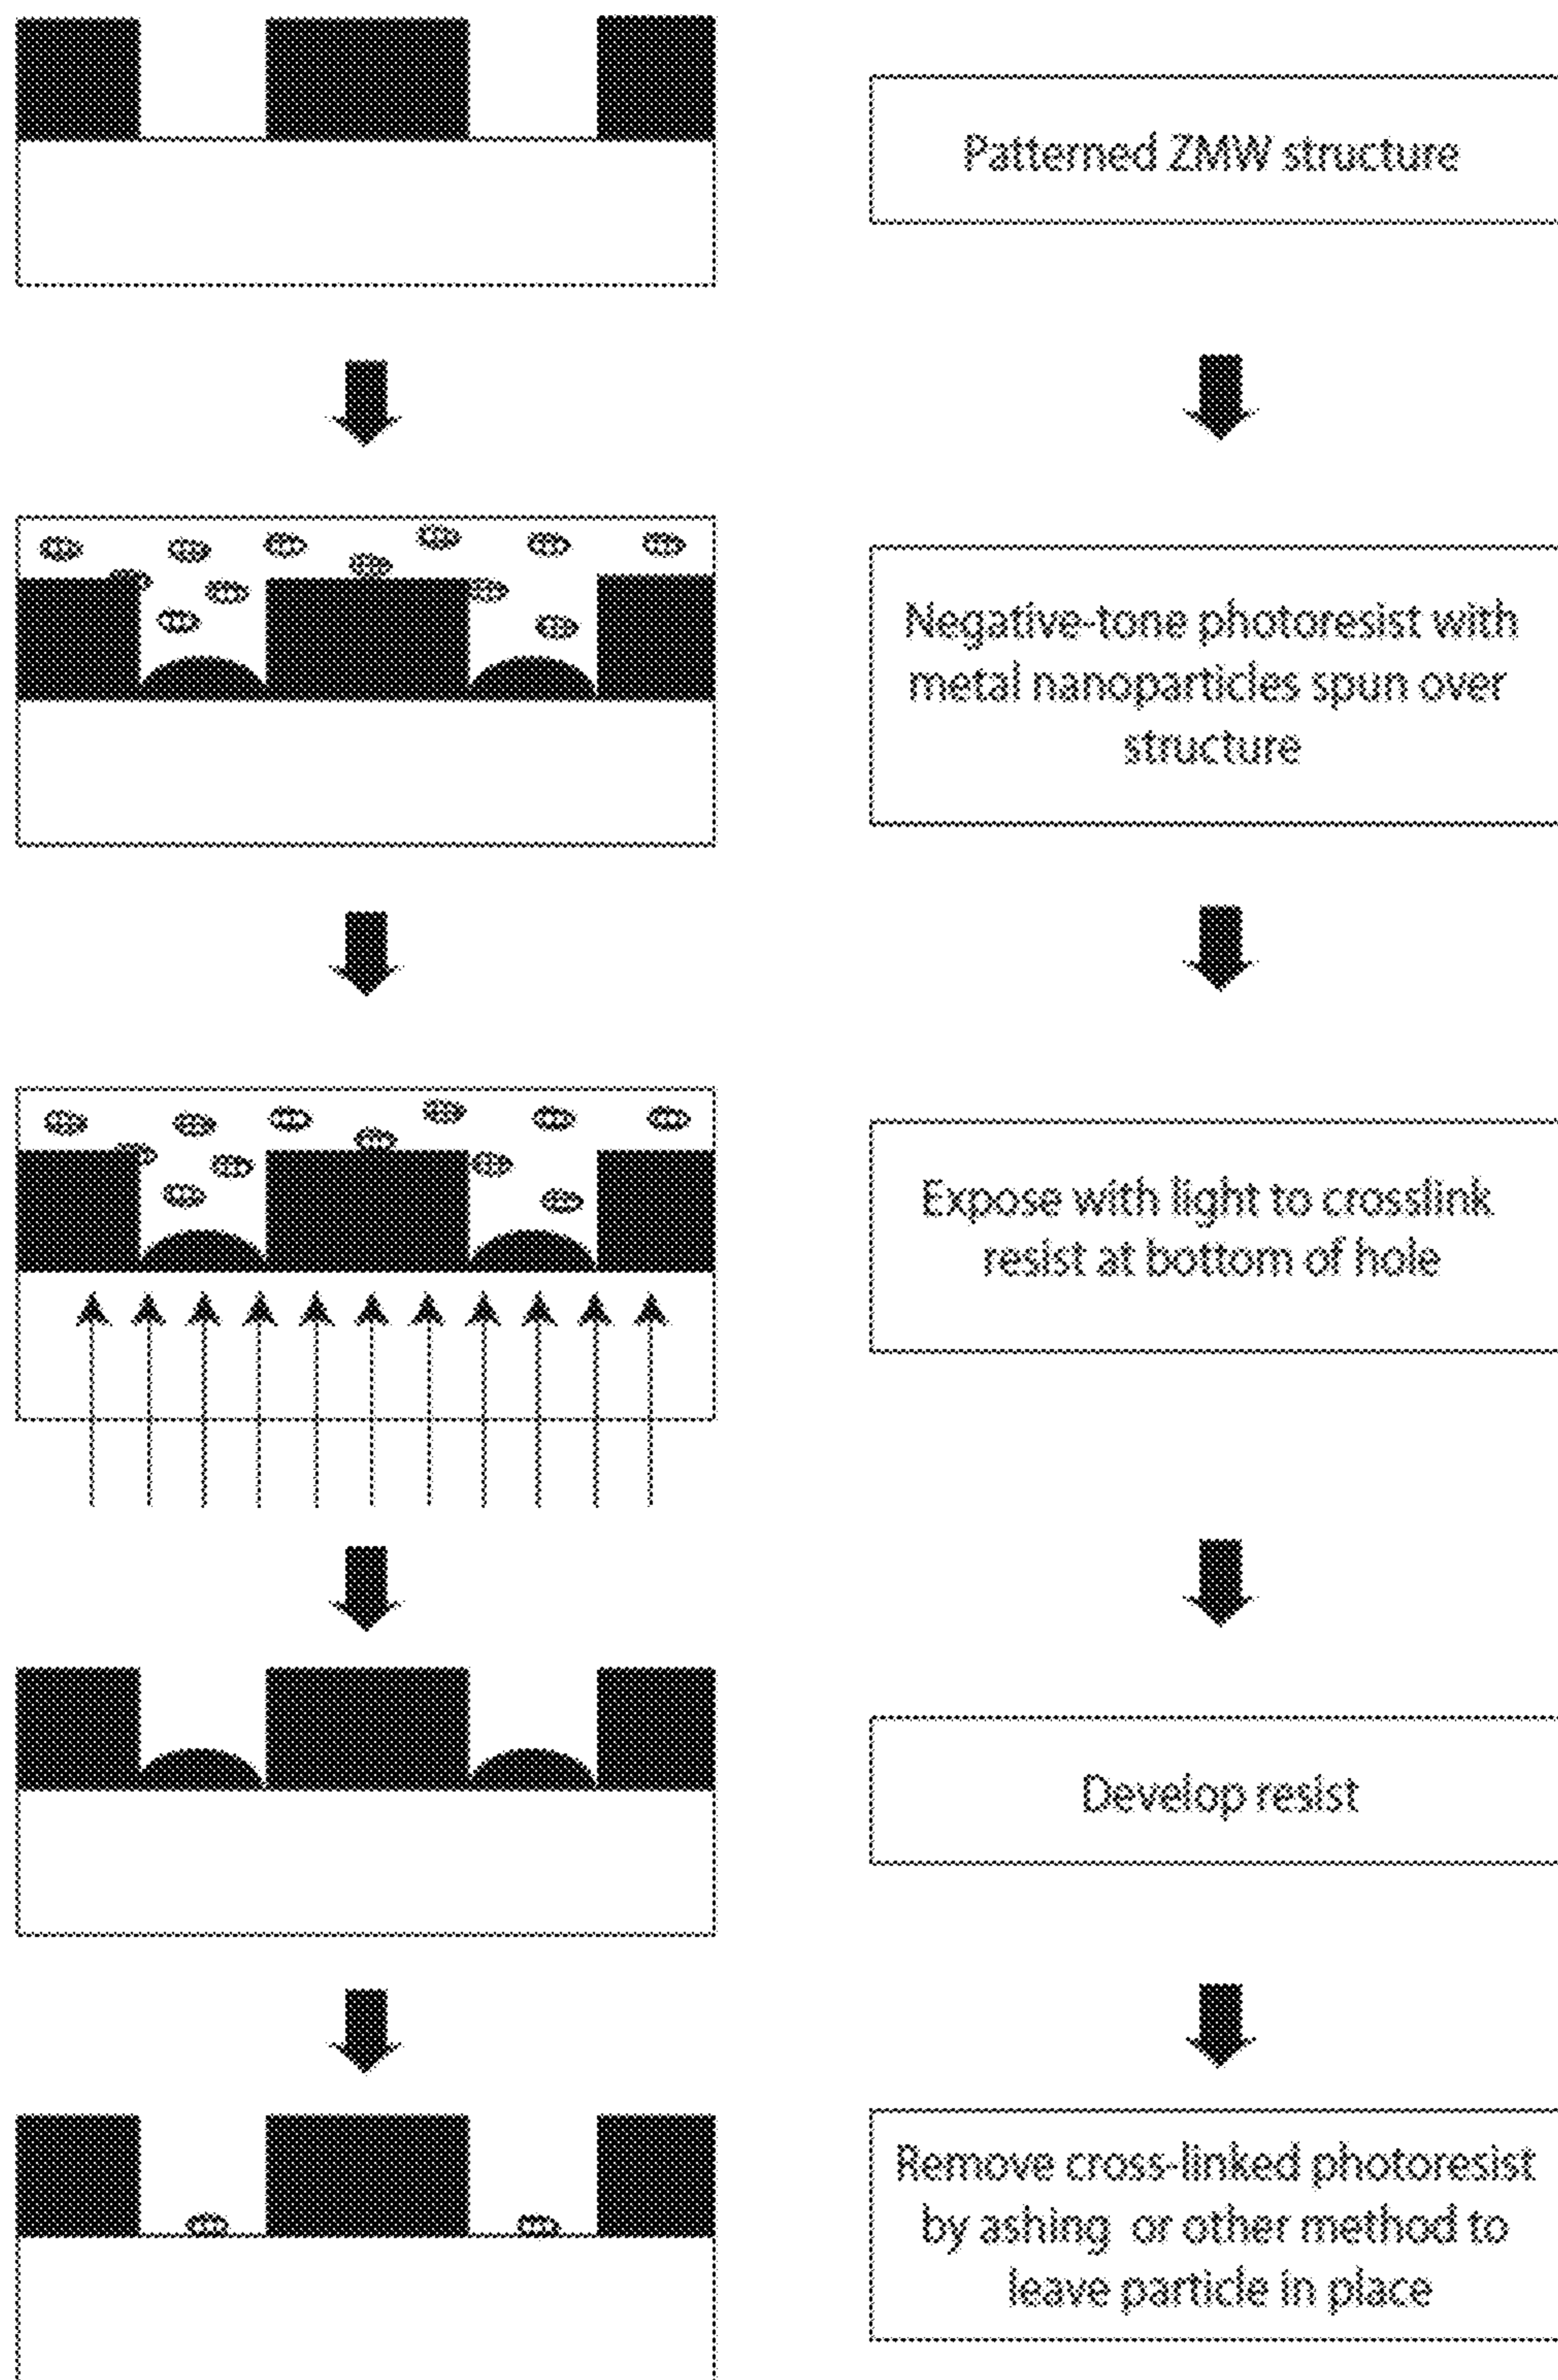 Patterned ZMW structure
Negative-tone photoresist with
metal nanoparticles spun over
structure
Expose with light to crosslink
resist at bottom of hole
Develop resist
Remove cross-linked photoresist
by ashing or other method to
leave particle in place